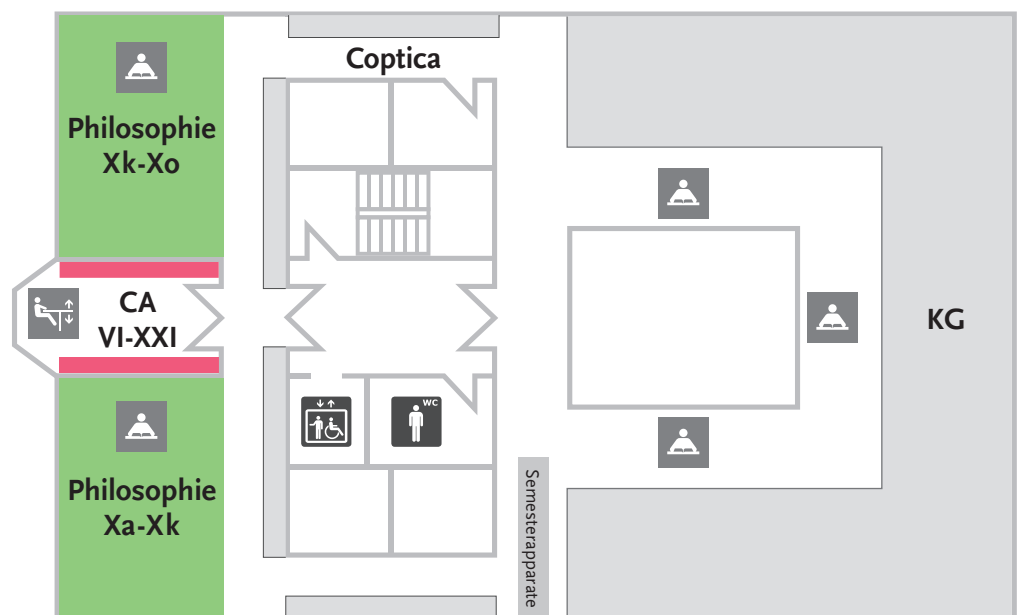 Coptica
Philosophie
Xk-Xo
CA
VI-XXI
KG
WC
Philosophie
Xa-Xk
Semesterapparate